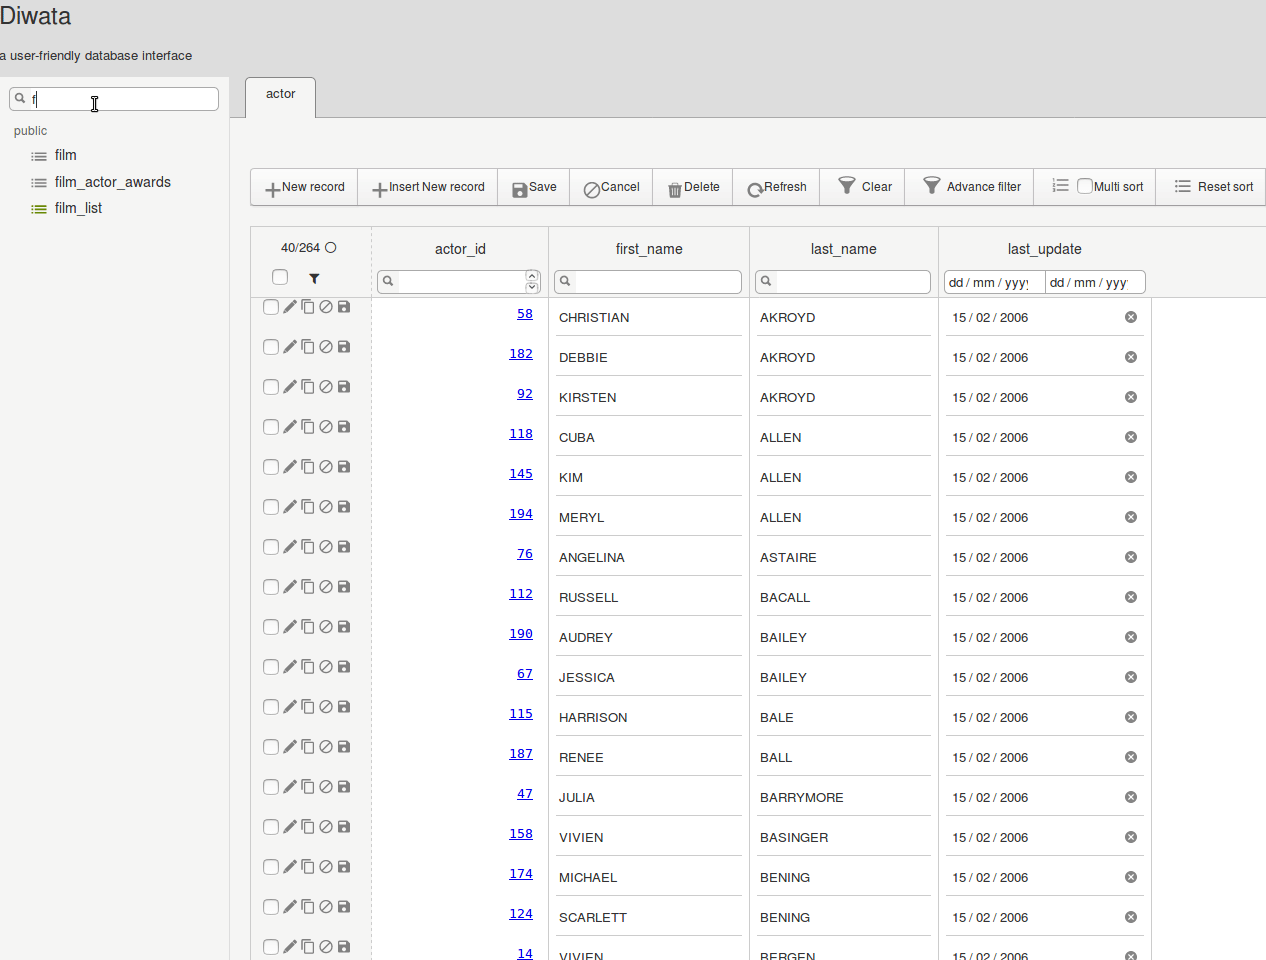 Diwata
a user-friendly database interface
f
public
film
film_actor_awards
film_list
actor
New record Insert New record Save Cancel Delete Refresh Clear Advance filter Multi sort Reset sort
40/264 actor_id first_name last_name last_update
dd / mm / yyyy dd / mm / yyy
58 CHRISTIAN AKROYD 15 / 02 / 2006
182 DEBBIE AKROYD 15 / 02 / 2006
92 KIRSTEN AKROYD 15 / 02 / 2006
118 CUBA ALLEN 15 / 02 / 2006
145 KIM ALLEN 15 / 02 / 2006
194 MERYL ALLEN 15 / 02 / 2006
76 ANGELINA ASTAIRE 15 / 02 / 2006
112 RUSSELL BACALL 15 / 02 / 2006
190 AUDREY BAILEY 15 / 02 / 2006
67 JESSICA BAILEY 15 / 02 / 2006
115 HARRISON BALE 15 / 02 / 2006
187 RENEE BALL 15 / 02 / 2006
47 JULIA BARRYMORE 15 / 02 / 2006
158 VIVIEN BASINGER 15 / 02 / 2006
174 MICHAEL BENING 15 / 02 / 2006
124 SCARLETT BENING 15 / 02 / 2006
14 VIVIEN BERGEN 15 / 02 / 2006